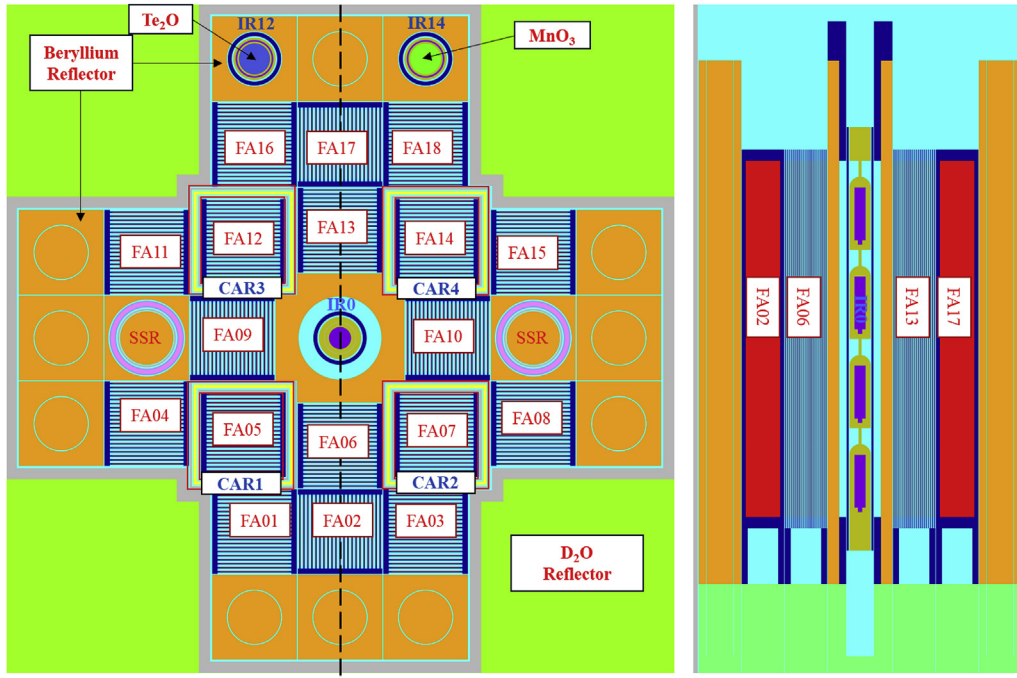 Te₂O
IR12
IR14
MnO₃
Beryllium
Reflector
FA16
FA17
FA18
FA11
FA12
FA13
FA14
FA15
CAR3
CAR4
IR0
SSR
FA09
FA10
SSR
FA04
FA05
FA06
FA07
FA08
CAR1
CAR2
FA01
FA02
FA03
D₂O
Reflector
FA02
FA06
IR0
FA13
FA17